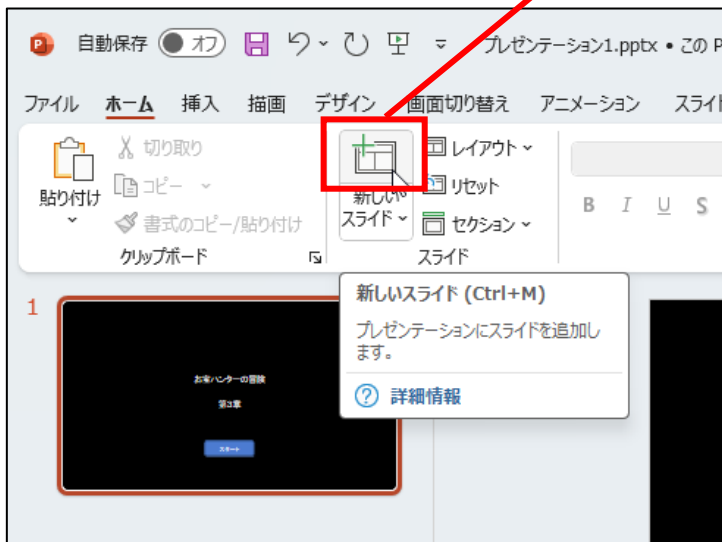 自動保存 オフ プレゼンテーション1.pptx • この P
ファイル ホーム 挿入 描画 デザイン 画面切り替え アニメーション スライ
貼り付け
切り取り
コピー
書式のコピー/貼り付け
クリップボード
新しい
スライド
レイアウト
リセット
セクション
スライド
B I U S
新しいスライド (Ctrl+M)
プレゼンテーションにスライドを追加し
ます。
詳細情報
1
お宝ハンターの冒険
第3章
スタート